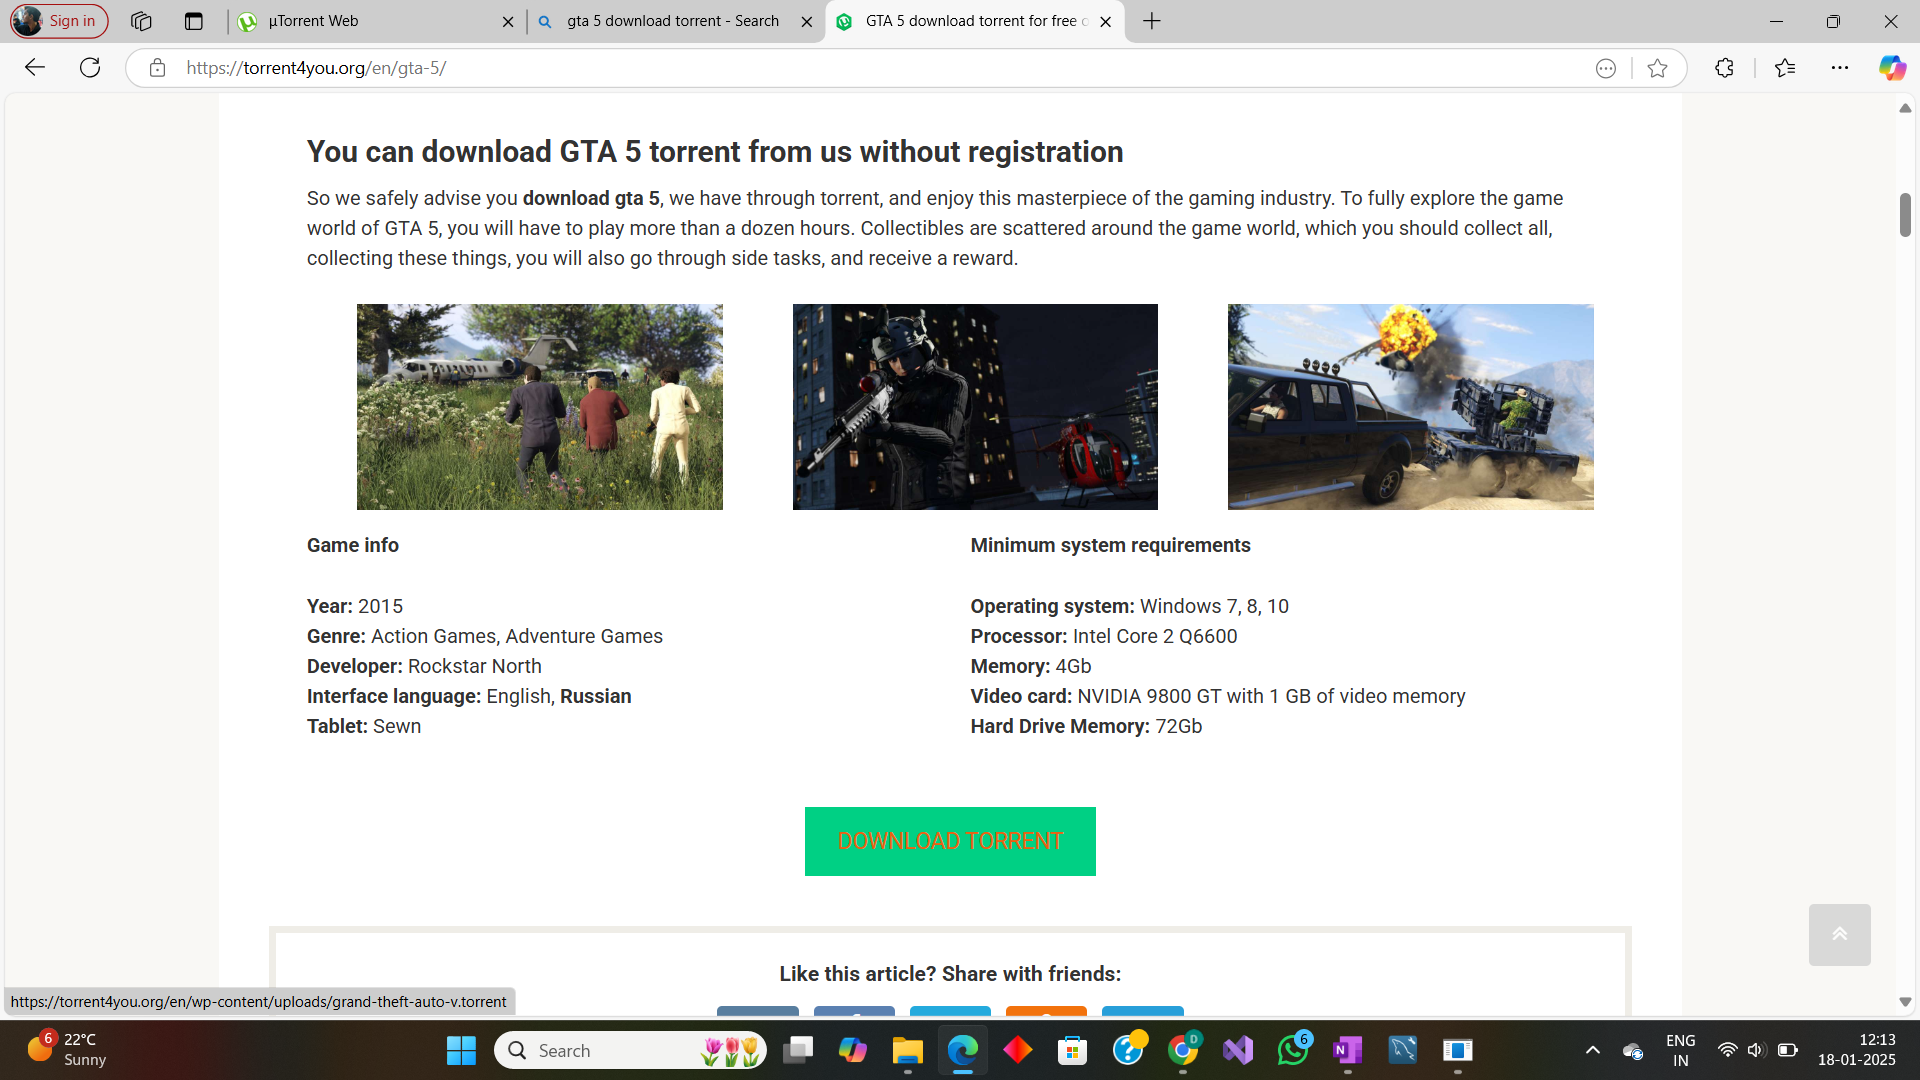 Sign in
µTorrent Web
gta 5 download torrent - Search
GTA 5 download torrent for free o
https://torrent4you.org/en/gta-5/
You can download GTA 5 torrent from us without registration
So we safely advise you download gta 5, we have through torrent, and enjoy this masterpiece of the gaming industry. To fully explore the game
world of GTA 5, you will have to play more than a dozen hours. Collectibles are scattered around the game world, which you should collect all,
collecting these things, you will also go through side tasks, and receive a reward.
Game info
Year: 2015
Genre: Action Games, Adventure Games
Developer: Rockstar North
Interface language: English, Russian
Tablet: Sewn
Minimum system requirements
Operating system: Windows 7, 8, 10
Processor: Intel Core 2 Q6600
Memory: 4Gb
Video card: NVIDIA 9800 GT with 1 GB of video memory
Hard Drive Memory: 72Gb
DOWNLOAD TORRENT
Like this article? Share with friends:
https://torrent4you.org/en/wp-content/uploads/grand-theft-auto-v.torrent
6
22°C
Sunny
Search
D
6
N
ENG
IN
12:13
18-01-2025